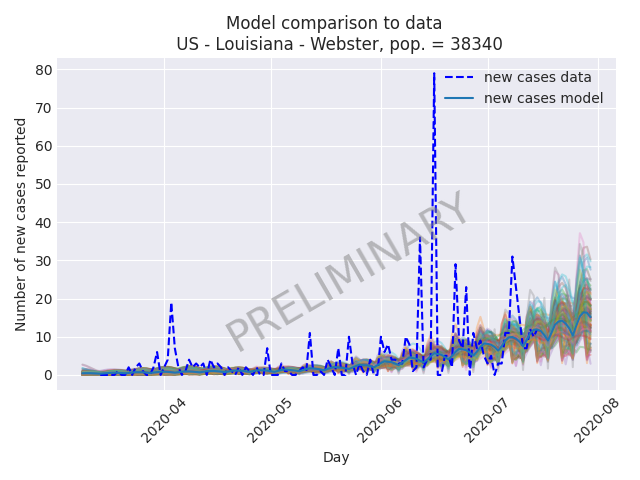 Model comparison to data
US - Louisiana - Webster, pop. = 38340
Number of new cases reported
80
70
60
50
40
30
20
10
0
new cases data
new cases model
PRELIMINARY
2020-04
2020-05
2020-06
2020-07
2020-08
Day